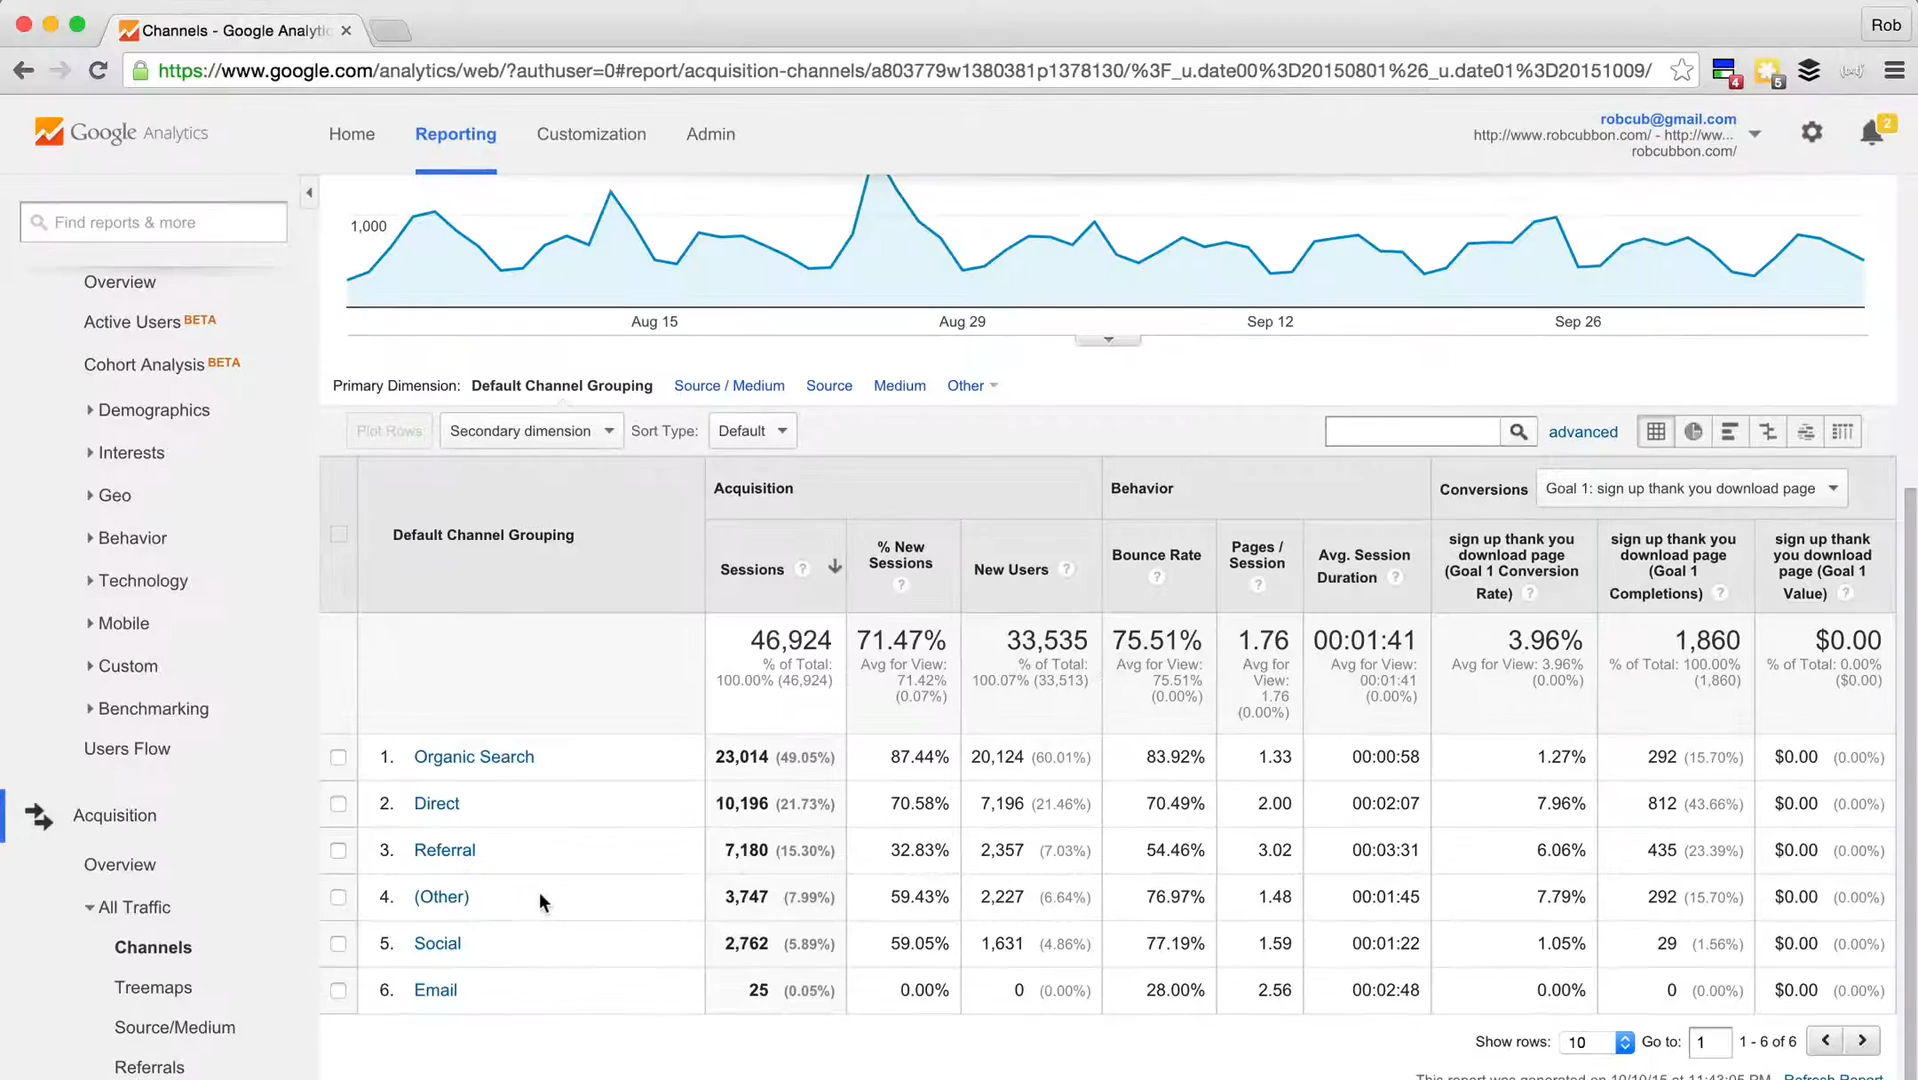 Channels - Google Analytic
Rob
https://www.google.com/analytics/web/?authuser=0#report/acquisition-channels/a803779w1380381p1378130/%3F_u.date00%3D20150801%26_u.date01%3D20151009/
4
5
Google Analytics
Home
Reporting
Customization
Admin
robcub@gmail.com
http://www.robcubbon.com/ - http://ww...
robcubbon.com/
2
Find reports & more
Overview
Active Users BETA
Cohort Analysis BETA
Demographics
Interests
Geo
Behavior
Technology
Mobile
Custom
Benchmarking
Users Flow
Acquisition
Overview
All Traffic
Channels
Treemaps
Source/Medium
Referrals
1,000
Aug 15
Aug 29
Sep 12
Sep 26
Primary Dimension: Default Channel Grouping Source / Medium Source Medium Other
Plot Rows Secondary dimension Sort Type: Default advanced
Default Channel Grouping
Acquisition
Behavior
Conversions Goal 1: sign up thank you download page
Sessions ?
% New
Sessions
?
New Users ?
Bounce Rate
?
Pages /
Session
?
Avg. Session
Duration ?
sign up thank you
download page
(Goal 1 Conversion
Rate) ?
sign up thank you
download page
(Goal 1
Completions) ?
sign up thank
you download
page (Goal 1
Value) ?
46,924
% of Total:
100.00% (46,924)
71.47%
Avg for View:
71.42%
(0.07%)
33,535
% of Total:
100.07% (33,513)
75.51%
Avg for View:
75.51%
(0.00%)
1.76
Avg for
View:
1.76
(0.00%)
00:01:41
Avg for View:
00:01:41
(0.00%)
3.96%
Avg for View: 3.96%
(0.00%)
1,860
% of Total: 100.00%
(1,860)
$0.00
% of Total: 0.00%
($0.00)
1. Organic Search 23,014 (49.05%) 87.44% 20,124 (60.01%) 83.92% 1.33 00:00:58 1.27% 292 (15.70%) $0.00 (0.00%)
2. Direct 10,196 (21.73%) 70.58% 7,196 (21.46%) 70.49% 2.00 00:02:07 7.96% 812 (43.66%) $0.00 (0.00%)
3. Referral 7,180 (15.30%) 32.83% 2,357 (7.03%) 54.46% 3.02 00:03:31 6.06% 435 (23.39%) $0.00 (0.00%)
4. (Other) 3,747 (7.99%) 59.43% 2,227 (6.64%) 76.97% 1.48 00:01:45 7.79% 292 (15.70%) $0.00 (0.00%)
5. Social 2,762 (5.89%) 59.05% 1,631 (4.86%) 77.19% 1.59 00:01:22 1.05% 29 (1.56%) $0.00 (0.00%)
6. Email 25 (0.05%) 0.00% 0 (0.00%) 28.00% 2.56 00:02:48 0.00% 0 (0.00%) $0.00 (0.00%)
Show rows: 10 Go to: 1 1 - 6 of 6
This report was generated on 10/10/15 at 11:43:05 PM - Refresh Report